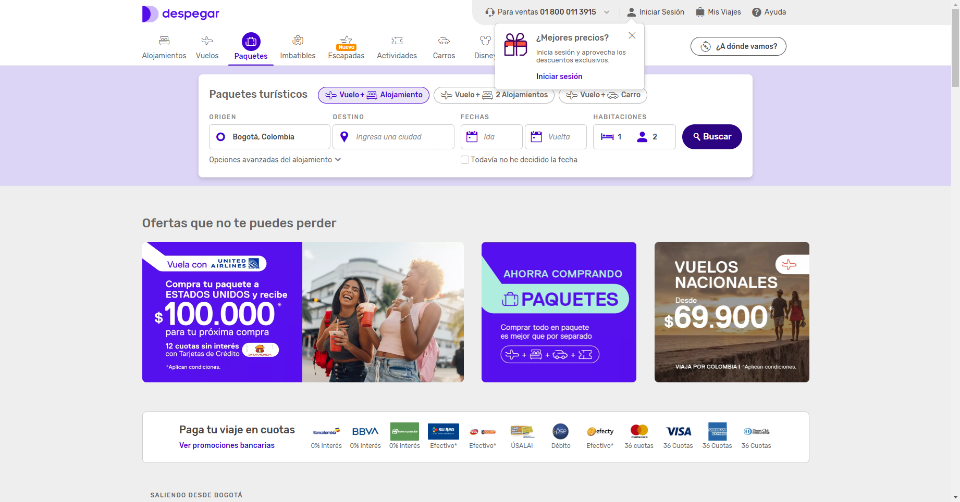 despegar
Para ventas 01 800 011 3915
Iniciar Sesión
Mis Viajes
Ayuda
Alojamientos
Vuelos
Paquetes
Imbatibles
Nuevo
Escapadas
Actividades
Carros
Disney
¿A dónde vamos?
¿Mejores precios?
Inicia sesión y aprovecha los
descuentos exclusivos.
Iniciar sesión
Paquetes turísticos
Vuelo + Alojamiento
Vuelo + 2 Alojamientos
Vuelo + Carro
ORIGEN
DESTINO
FECHAS
HABITACIONES
Bogotá, Colombia
Ingresa una ciudad
Ida
Vuelta
1
2
Buscar
Opciones avanzadas del alojamiento
Todavía no he decidido la fecha
Ofertas que no te puedes perder
Vuela con UNITED AIRLINES
Compra tu paquete a
ESTADOS UNIDOS y recibe
$100.000*
para tu próxima compra
12 cuotas sin interés
con Tarjetas de Crédito
*Aplican condiciones.
AHORRA COMPRANDO
PAQUETES
Comprar todo en paquete
es mejor que por separado
VUELOS
NACIONALES
Desde
$69.900
VIAJA POR COLOMBIA | *Aplican condiciones.
Paga tu viaje en cuotas
Ver promociones bancarias
Bancolombia
BBVA
SURED
efecty
VISA
0% Interés
0% Interés
0% Interés
Efectivo*
Efectivo*
ÚSALA!
Débito
Efectivo*
36 cuotas
36 Cuotas
36 Cuotas
36 Cuotas
SALIENDO DESDE BOGOTÁ